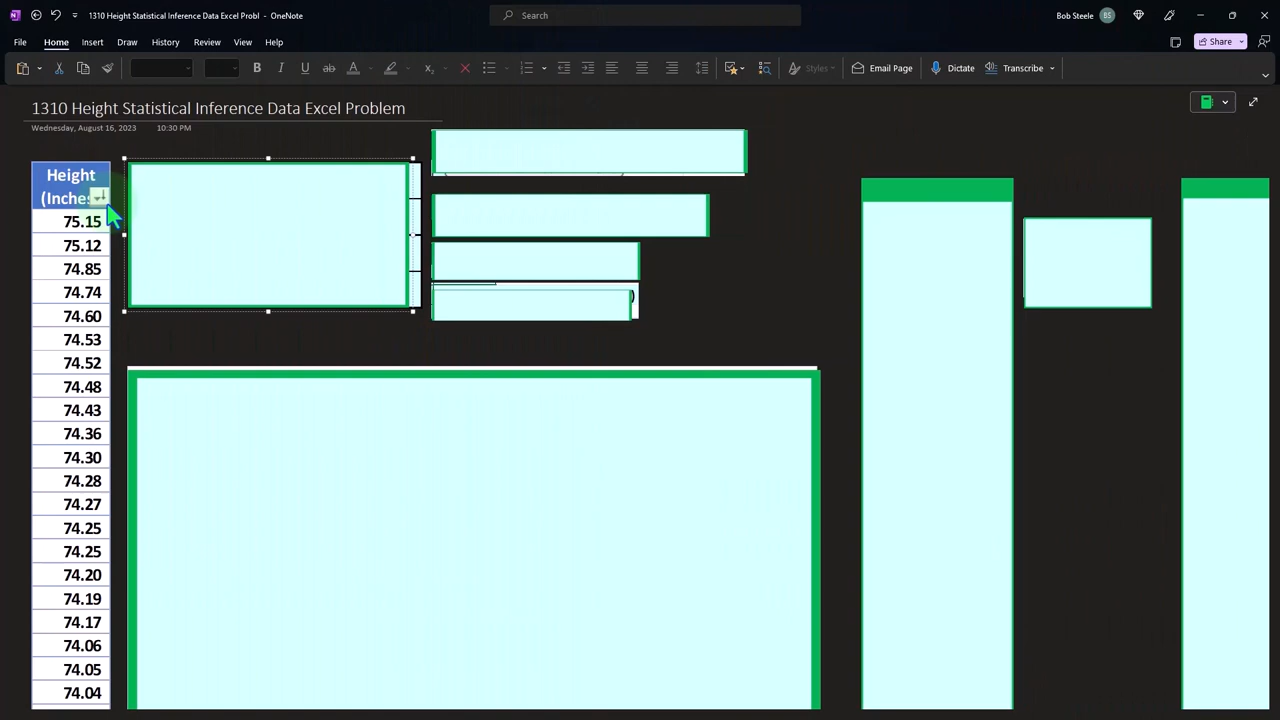 1310 Height Statistical Inference Data Excel Probl - OneNote
Search
Bob Steele
BS
File Home Insert Draw History Review View Help
Share
Email Page
Dictate
Transcribe
Styles
1310 Height Statistical Inference Data Excel Problem
Wednesday, August 16, 2023 10:30 PM
Height
(Inches
75.15
75.12
74.85
74.74
74.60
74.53
74.52
74.48
74.43
74.36
74.30
74.28
74.27
74.25
74.25
74.20
74.19
74.17
74.06
74.05
74.04